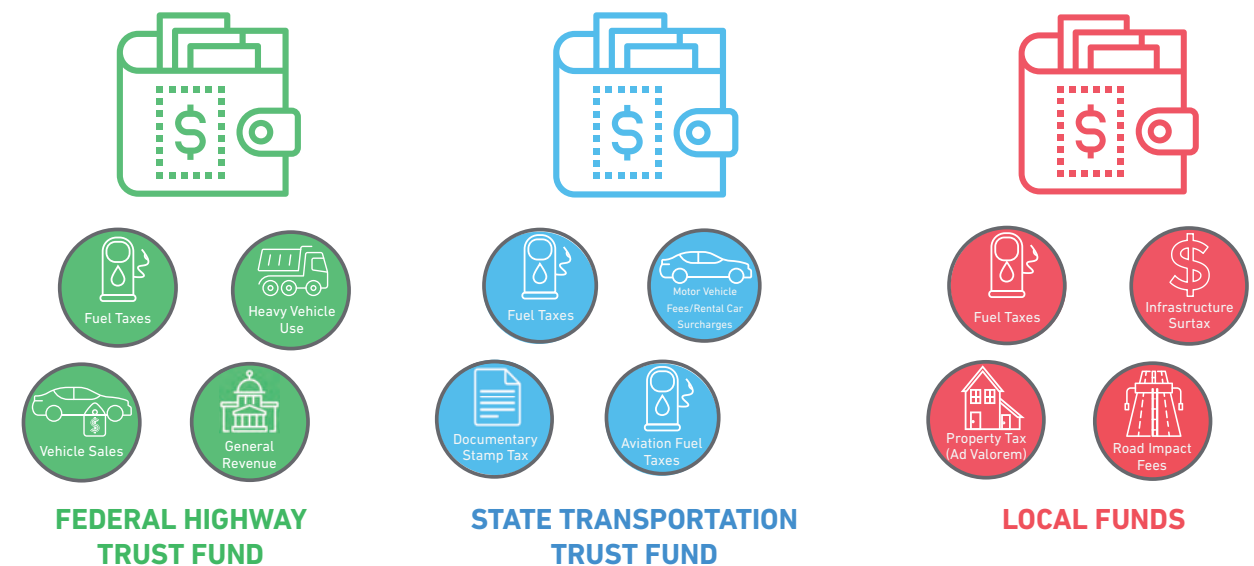 $
Fuel Taxes
Heavy Vehicle
Use
$
Vehicle Sales
General
Revenue
FEDERAL HIGHWAY
TRUST FUND
$
Fuel Taxes
Motor Vehicle
Fees/Rental Car
Surcharges
Documentary
Stamp Tax
Aviation Fuel
Taxes
STATE TRANSPORTATION
TRUST FUND
$
Fuel Taxes
$
Infrastructure
Surtax
Property Tax
(Ad Valorem)
Road Impact
Fees
LOCAL FUNDS